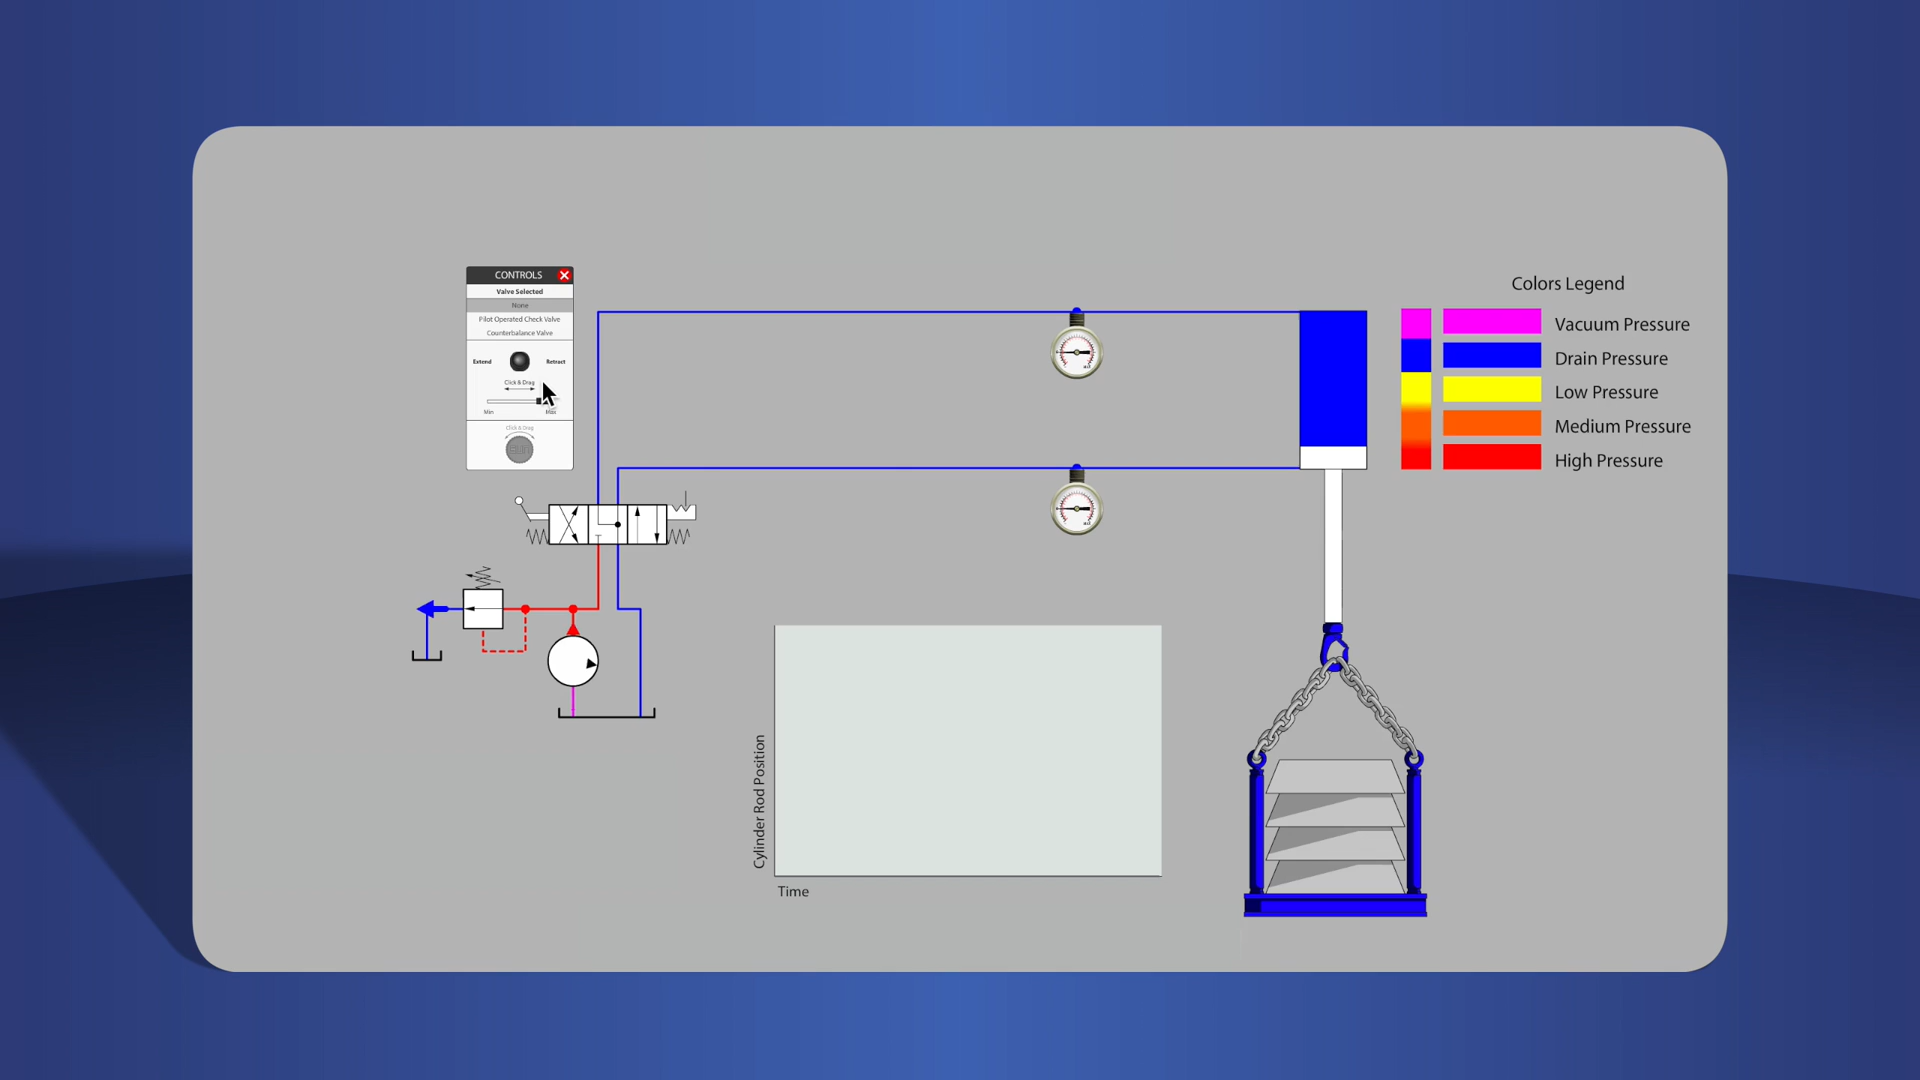 CONTROLS
Valve Selected
None
Pilot Operated Check Valve
Counterbalance Valve
Extend
Retract
Click & Drag
Min
Max
Click & Drag
Colors Legend
Vacuum Pressure
Drain Pressure
Low Pressure
Medium Pressure
High Pressure
Cylinder Rod Position
Time